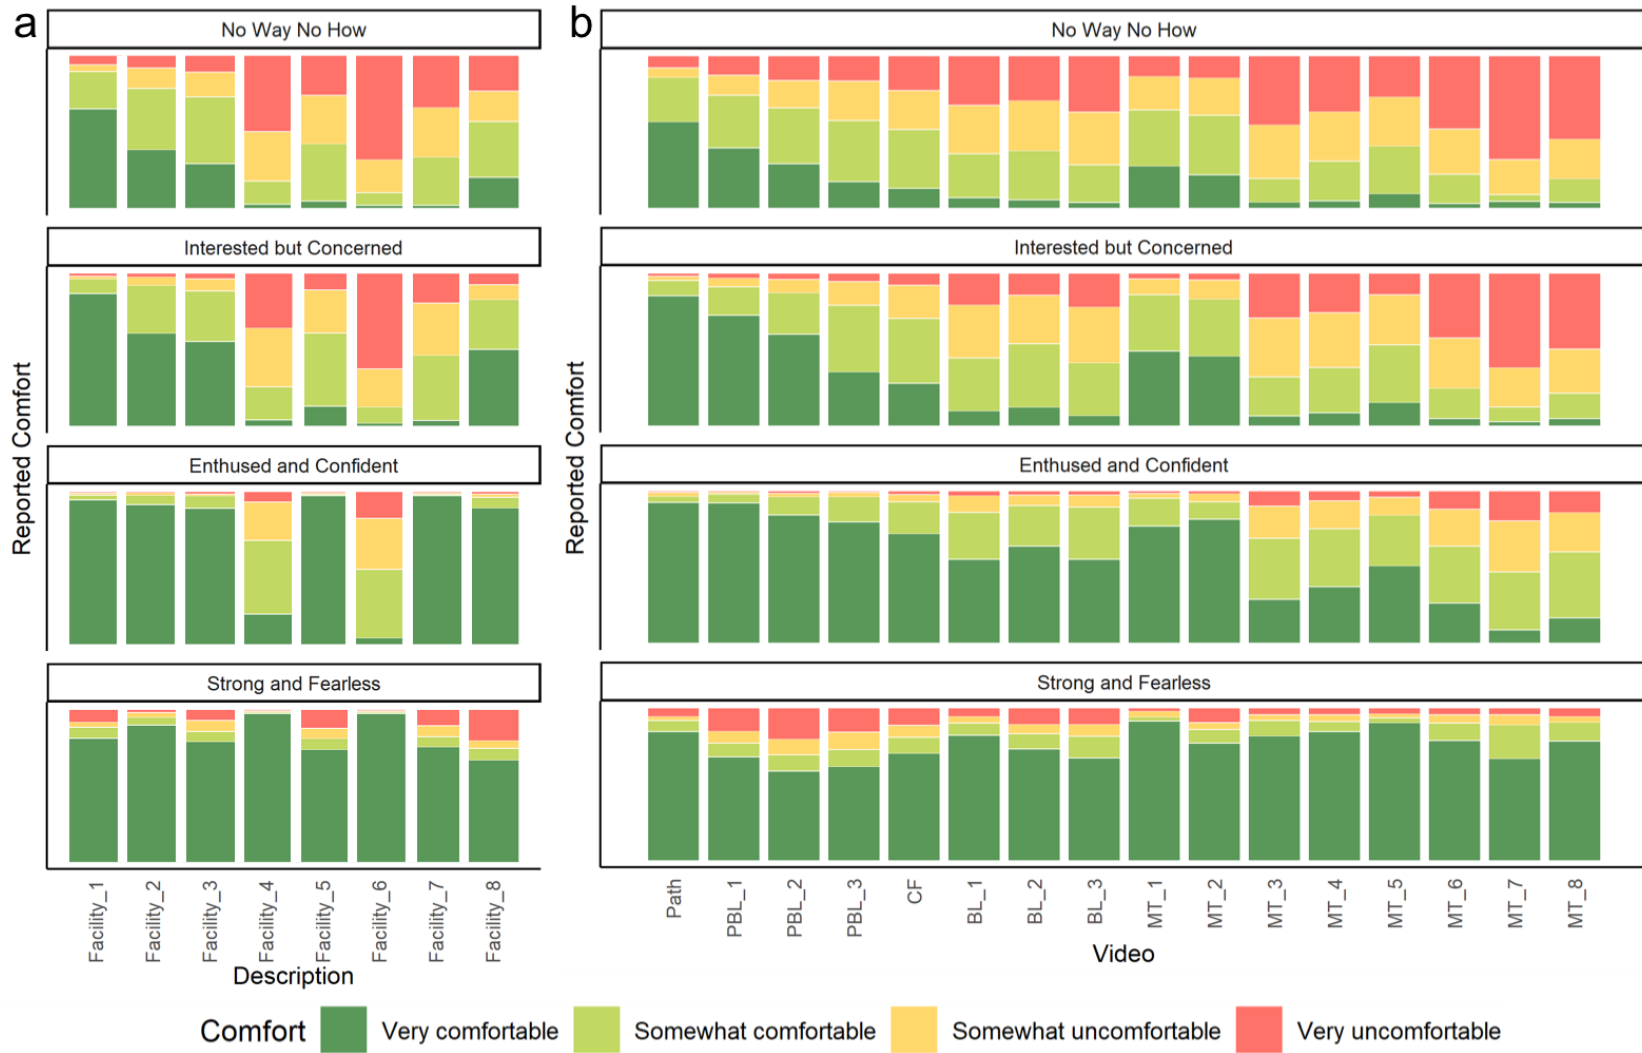 a
No Way No How
Interested but Concerned
Enthused and Confident
Strong and Fearless
Reported Comfort
Facility_1
Facility_2
Facility_3
Facility_4
Facility_5
Facility_6
Facility_7
Facility_8
Description
b
No Way No How
Interested but Concerned
Enthused and Confident
Strong and Fearless
Reported Comfort
Path
PBL_1
PBL_2
PBL_3
CF
BL_1
BL_2
BL_3
MT_1
MT_2
MT_3
MT_4
MT_5
MT_6
MT_7
MT_8
Video
Comfort Very comfortable Somewhat comfortable Somewhat uncomfortable Very uncomfortable